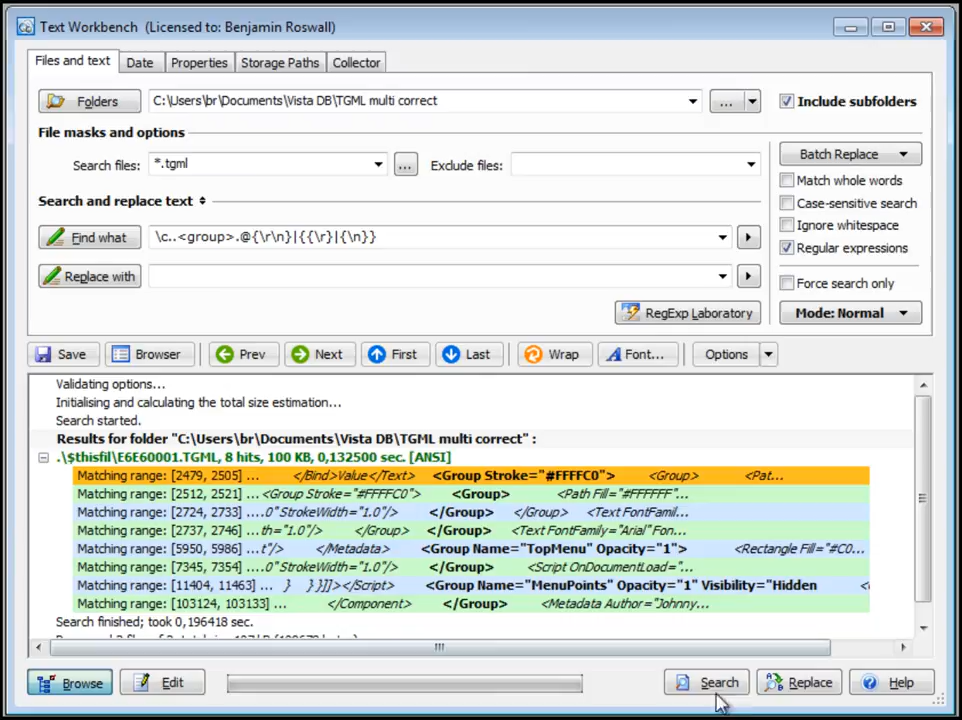 Text Workbench (Licensed to: Benjamin Roswall)
Files and text Date Properties Storage Paths Collector
Folders C:\Users\br\Documents\Vista DB\TGML multi correct ... Include subfolders
File masks and options
Search files: *.tgml ... Exclude files: Batch Replace
Match whole words
Search and replace text Case-sensitive search
Ignore whitespace
Find what \c..<group>.@{\r\n}|{{\r}|{\n}} Regular expressions
Replace with Force search only
RegExp Laboratory Mode: Normal
Save Browser Prev Next First Last Wrap Font... Options
Validating options...
Initialising and calculating the total size estimation...
Search started.
Results for folder "C:\Users\br\Documents\Vista DB\TGML multi correct" :
.\$thisfil\E6E60001.TGML, 8 hits, 100 KB, 0,132500 sec. [ANSI]
Matching range: [2479, 2505] ... </Bind>Value</Text> <Group Stroke="#FFFFC0"> <Group> <Pat...
Matching range: [2512, 2521] ... <Group Stroke="#FFFFC0"> <Group> <Path Fill="#FFFFFF"...
Matching range: [2724, 2733] ....0" StrokeWidth="1.0"/> </Group> </Group> <Text FontFamil...
Matching range: [2737, 2746] ...th="1.0"/> </Group> </Group> <Text FontFamily="Arial" Fon...
Matching range: [5950, 5986] ...t"/> </Metadata> <Group Name="TopMenu" Opacity="1"> <Rectangle Fill="#C0...
Matching range: [7345, 7354] ....0" StrokeWidth="1.0"/> </Group> <Script OnDocumentLoad="...
Matching range: [11404, 11463] ... } } }]]></Script> <Group Name="MenuPoints" Opacity="1" Visibility="Hidden
Matching range: [103124, 103133] ... </Component> </Group> <Metadata Author="Johnny...
Search finished; took 0,196418 sec.
Browse Edit Search Replace Help